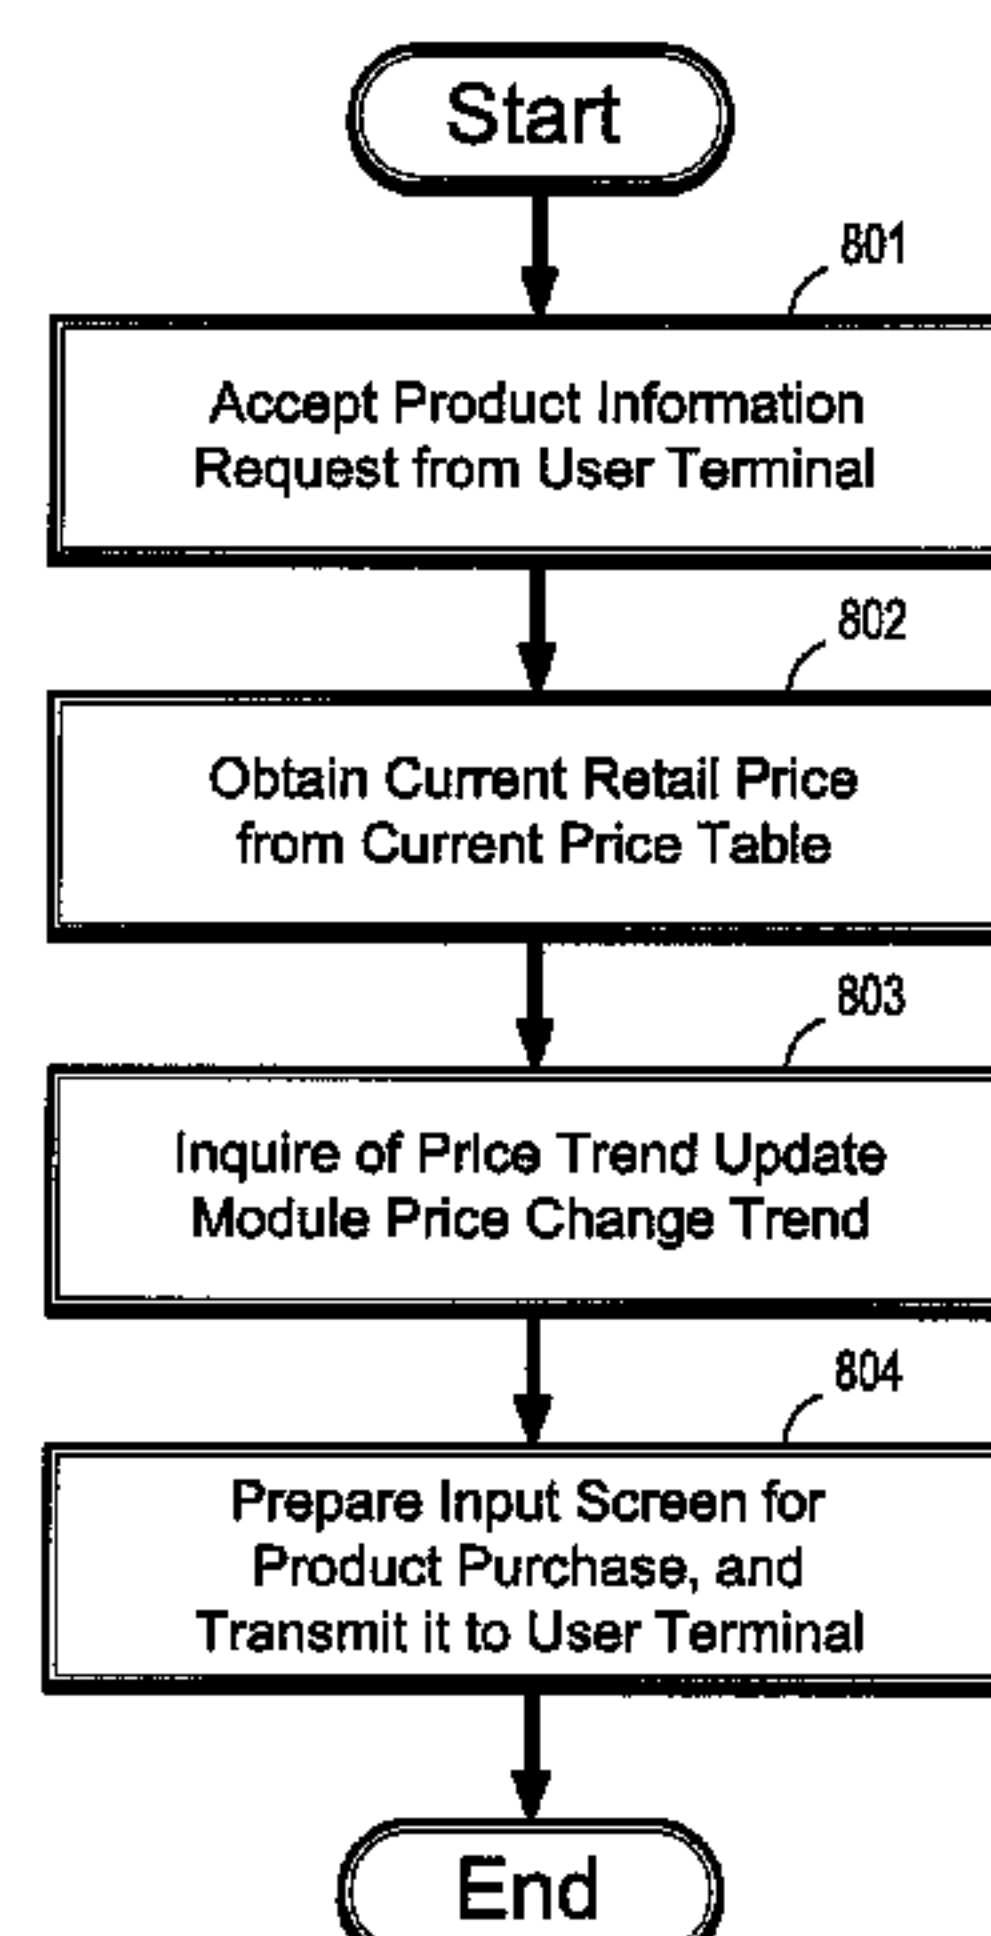 Start
801
Accept Product Information
Request from User Terminal
802
Obtain Current Retail Price
from Current Price Table
803
Inquire of Price Trend Update
Module Price Change Trend
804
Prepare Input Screen for
Product Purchase, and
Transmit it to User Terminal
End